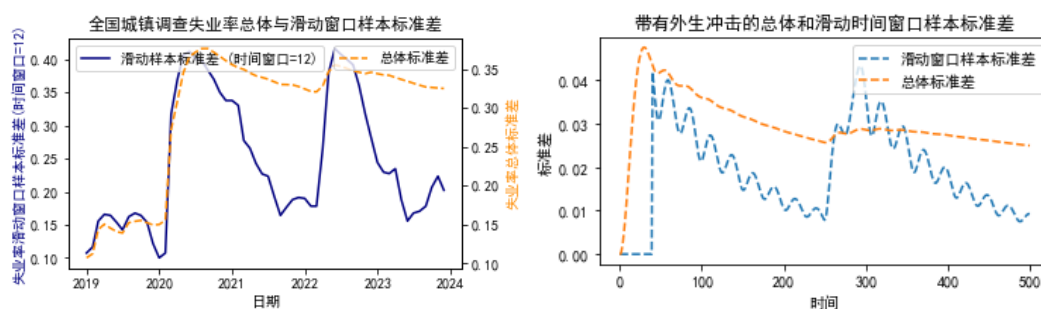 全国城镇调查失业率总体与滑动窗口样本标准差
滑动样本标准差 (时间窗口=12)
总体标准差
失业率滑动窗口样本标准差(时间窗口=12)
0.40
0.35
0.30
0.25
0.20
0.15
0.10
0.35
0.30
0.25
0.20
0.15
0.10
失业率总体标准差
2019
2020
2021
2022
2023
2024
日期
带有外生冲击的总体和滑动时间窗口样本标准差
滑动窗口样本标准差
总体标准差
标准差
0.04
0.03
0.02
0.01
0.00
0
100
200
300
400
500
时间